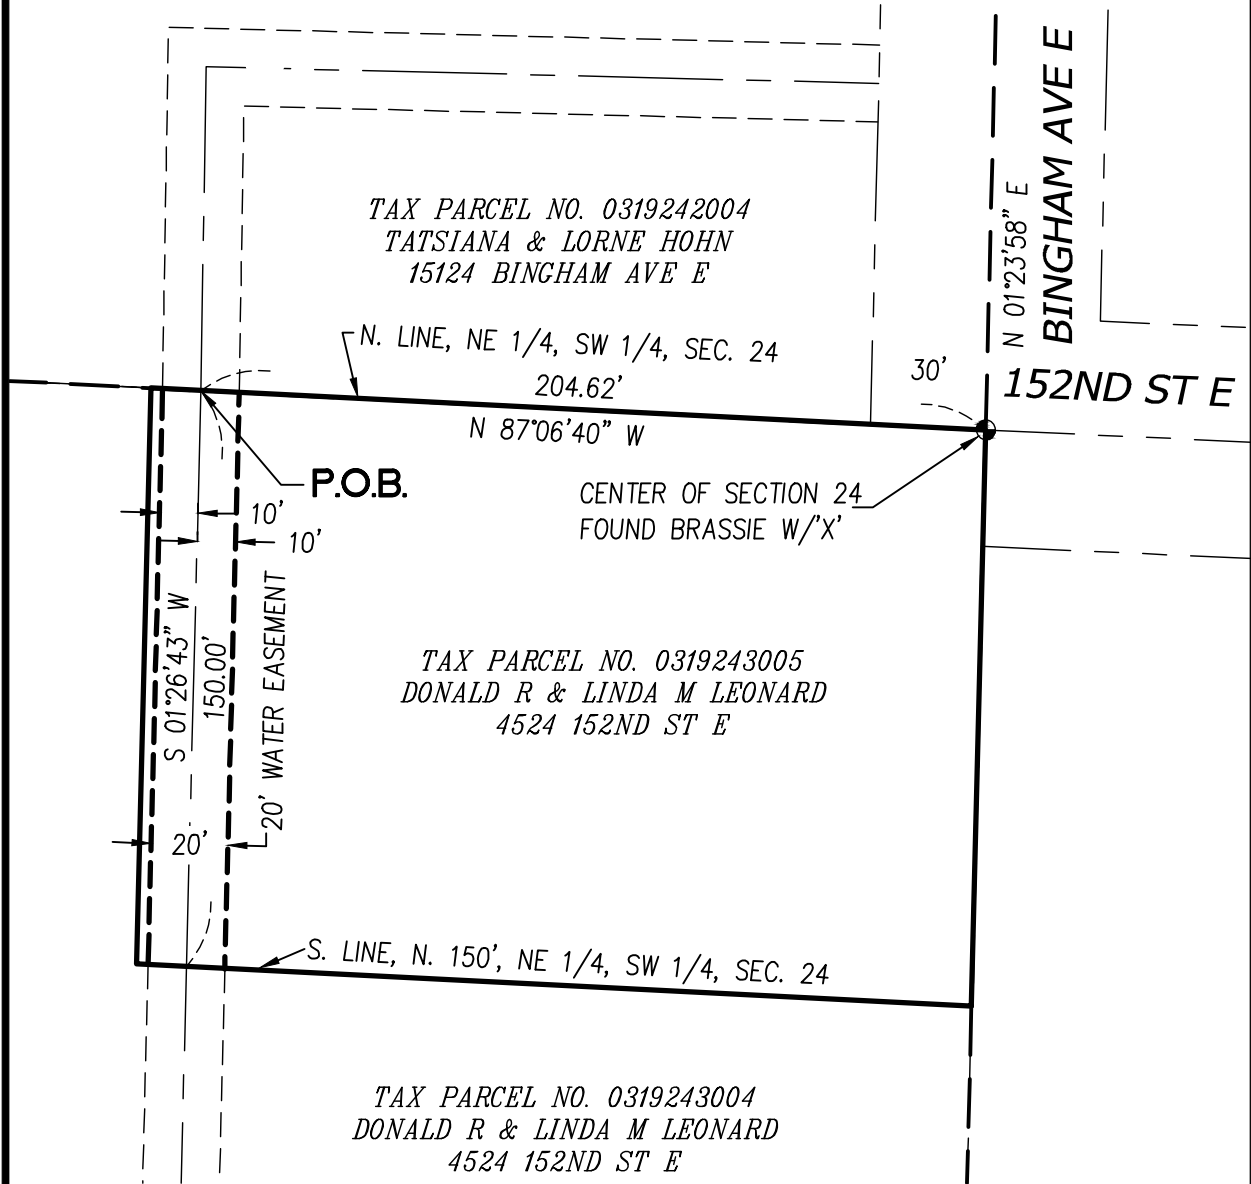 BINGHAM AVE E
N 01°23'58" E
TAX PARCEL NO. 0319242004
TATSIANA & LORNE HOHN
15124 BINGHAM AVE E
N. LINE, NE 1/4, SW 1/4, SEC. 24
204.62'
30'
152ND ST E
N 87°06'40" W
P.O.B.
CENTER OF SECTION 24
FOUND BRASSIE W/'X'
10'
10'
S 01°26'43" W
150.00'
20' WATER EASEMENT
TAX PARCEL NO. 0319243005
DONALD R & LINDA M LEONARD
4524 152ND ST E
20'
S. LINE, N. 150', NE 1/4, SW 1/4, SEC. 24
TAX PARCEL NO. 0319243004
DONALD R & LINDA M LEONARD
4524 152ND ST E